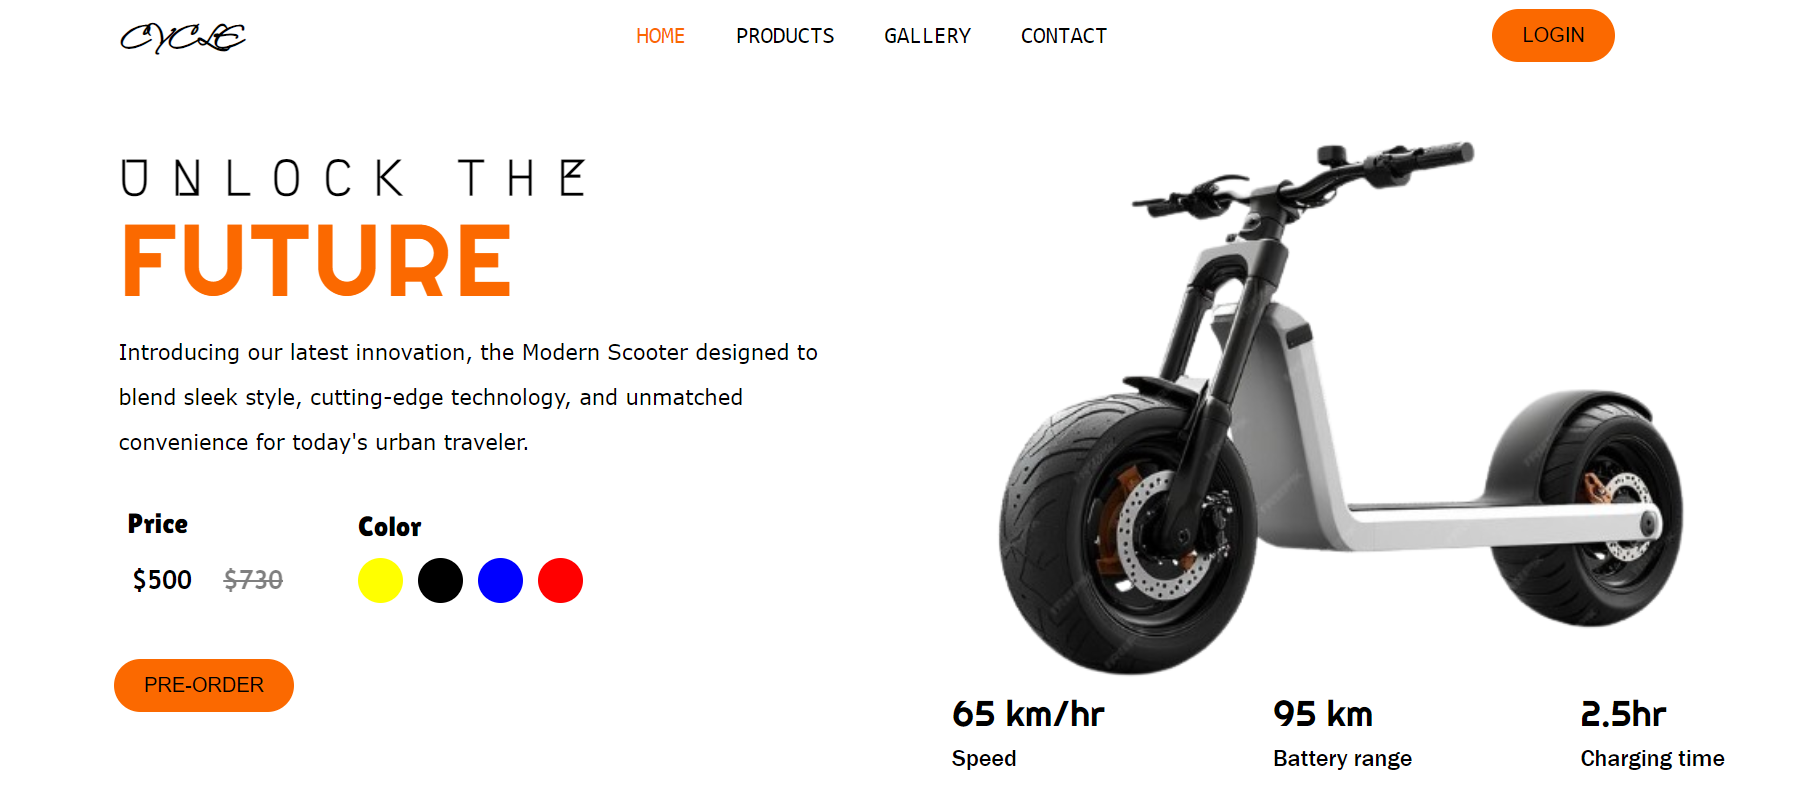 CYCLE
HOME PRODUCTS GALLERY CONTACT
LOGIN
UNLOCK THE
FUTURE
Introducing our latest innovation, the Modern Scooter designed to
blend sleek style, cutting-edge technology, and unmatched
convenience for today's urban traveler.
Price
$500 $730
Color
PRE-ORDER
65 km/hr
Speed
95 km
Battery range
2.5hr
Charging time